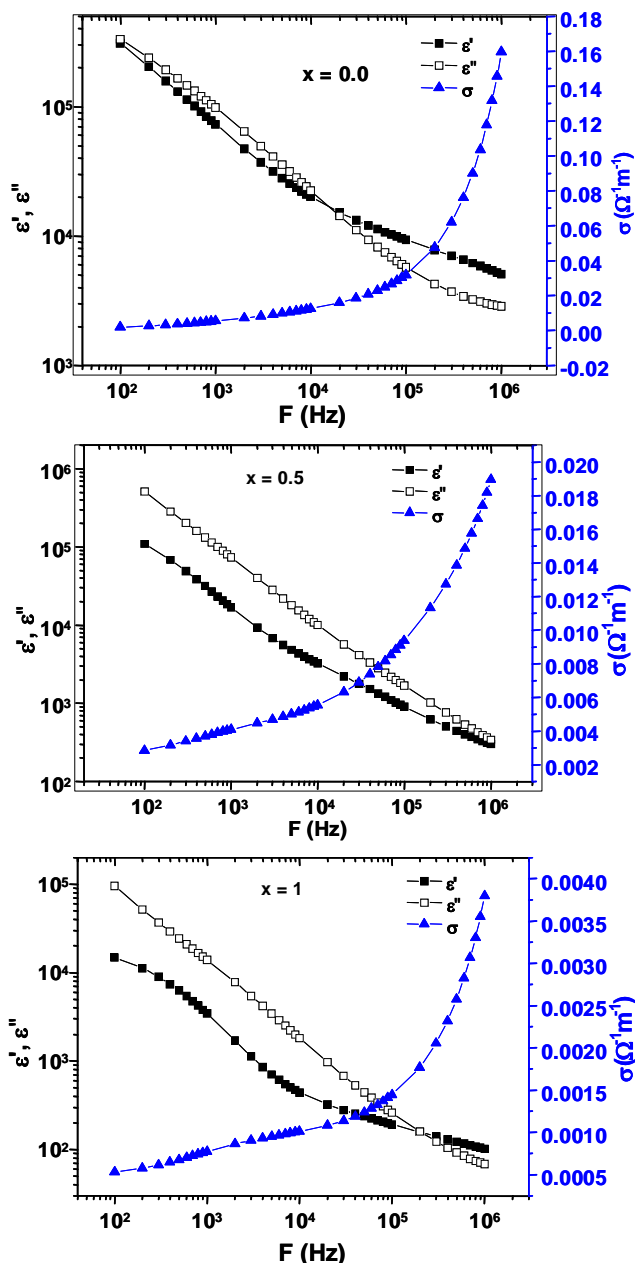 ε'
ε''
σ
x = 0.0
10⁵
10⁴
10³
ε', ε''
0.18
0.16
0.14
0.12
0.10
0.08
0.06
0.04
0.02
0.00
-0.02
σ(Ω⁻¹m⁻¹)
10² 10³ 10⁴ 10⁵ 10⁶
F (Hz)
x = 0.5
ε'
ε''
σ
10⁶
10⁵
10⁴
10³
10²
ε', ε''
0.020
0.018
0.016
0.014
0.012
0.010
0.008
0.006
0.004
0.002
σ(Ω⁻¹m⁻¹)
10² 10³ 10⁴ 10⁵ 10⁶
F (Hz)
x = 1
ε'
ε''
σ
10⁵
10⁴
10³
10²
ε', ε''
0.0040
0.0035
0.0030
0.0025
0.0020
0.0015
0.0010
0.0005
σ(Ω⁻¹m⁻¹)
10² 10³ 10⁴ 10⁵ 10⁶
F (Hz)